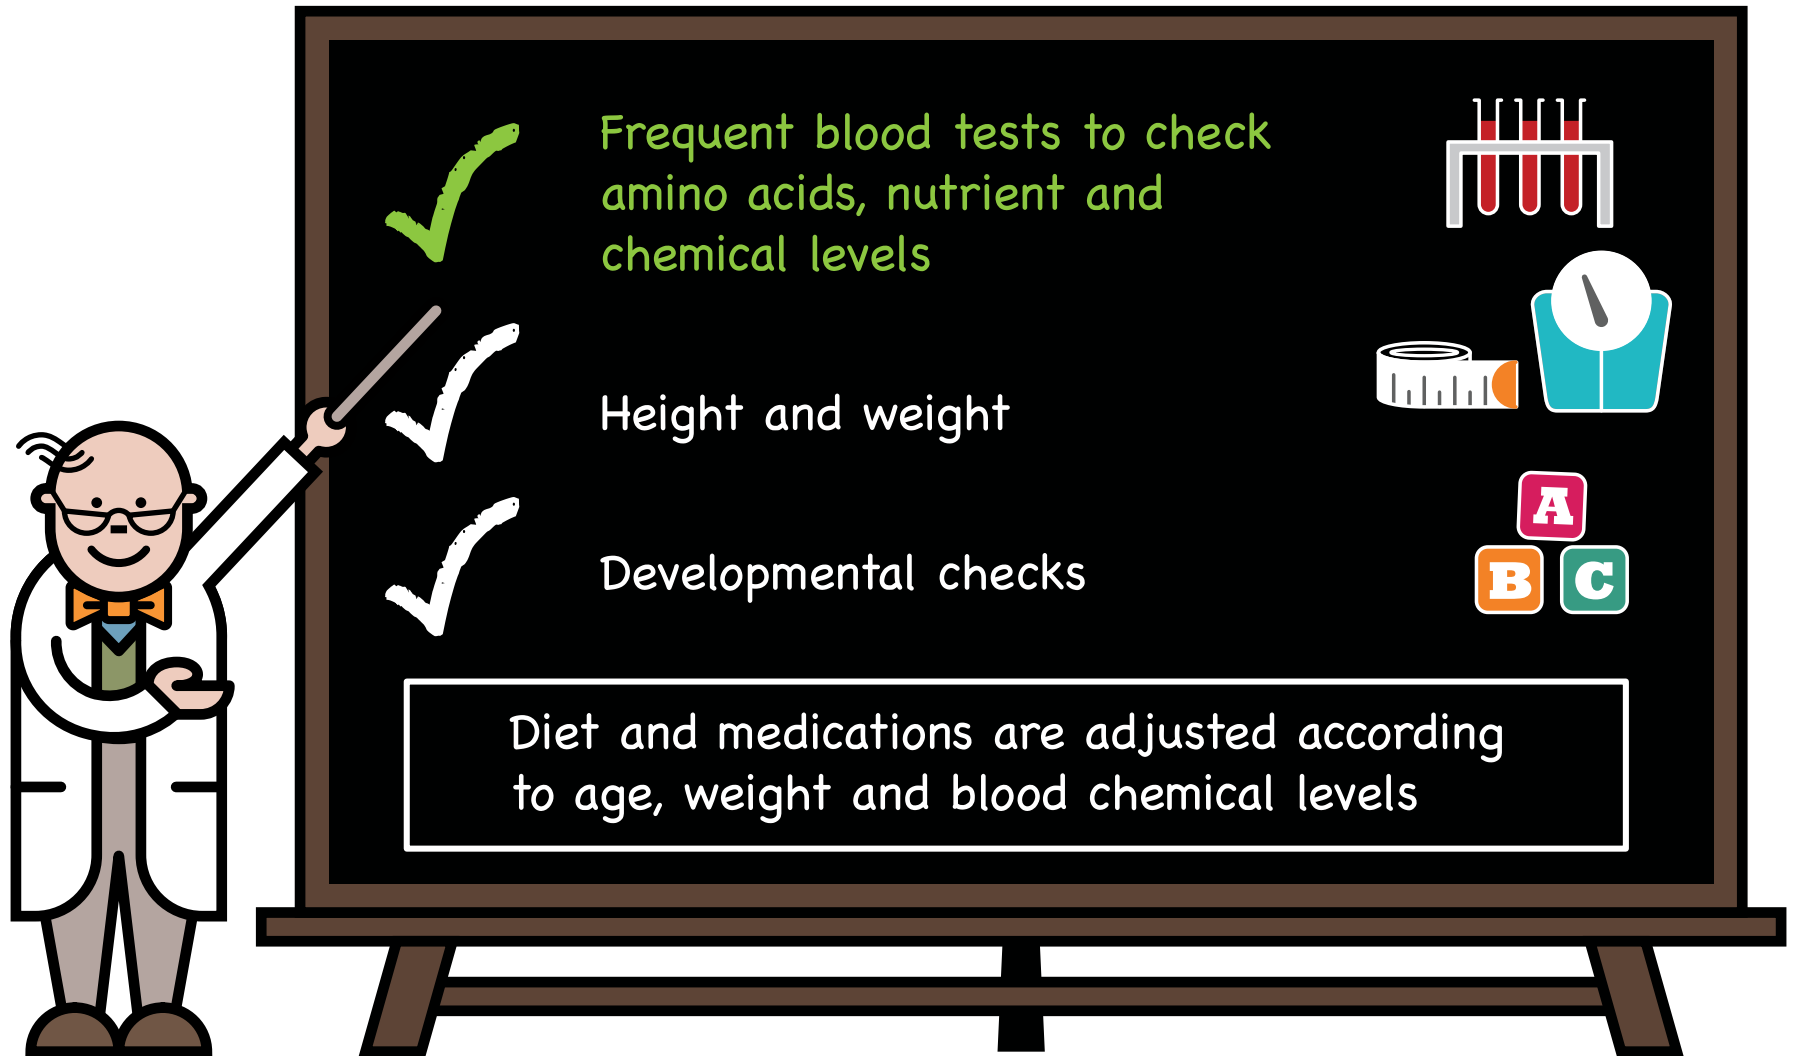 Frequent blood tests to check
amino acids, nutrient and
chemical levels
Height and weight
A
B C
Developmental checks
Diet and medications are adjusted according
to age, weight and blood chemical levels